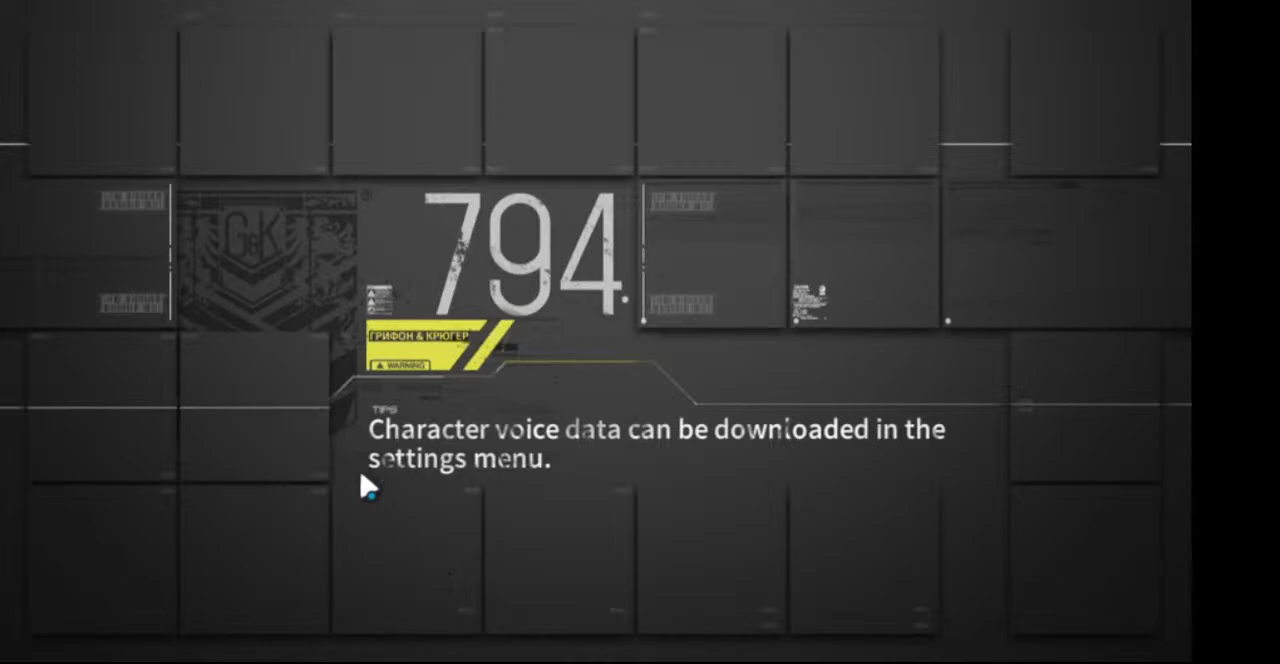 G&K
794.
ГРИФОН & КРЮГЕР
WARNING
TIPS
Character voice data can be downloaded in the
settings menu.